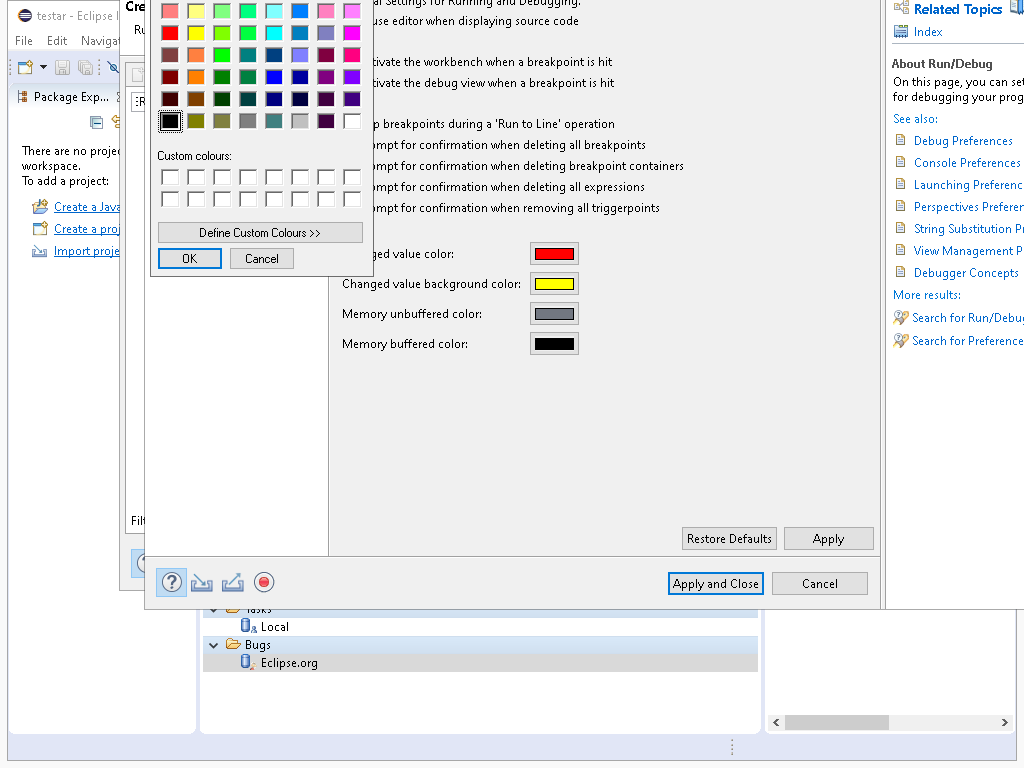 testar - Eclipse I
File Edit Navigat
Package Exp...
There are no proje
workspace.
To add a project:
Create a Java
Create a proj
Import proje
Cre
Ru
Filt
Custom colours:
Define Custom Colours >>
OK Cancel
al Settings for Running and Debugging.
use editor when displaying source code
tivate the workbench when a breakpoint is hit
tivate the debug view when a breakpoint is hit
p breakpoints during a 'Run to Line' operation
ompt for confirmation when deleting all breakpoints
ompt for confirmation when deleting breakpoint containers
ompt for confirmation when deleting all expressions
ompt for confirmation when removing all triggerpoints
ged value color:
Changed value background color:
Memory unbuffered color:
Memory buffered color:
Restore Defaults Apply
Apply and Close Cancel
Related Topics
Index
About Run/Debug
On this page, you can set
for debugging your prog
See also:
Debug Preferences
Console Preferences
Launching Preferenc
Perspectives Preferen
String Substitution Pr
View Management P
Debugger Concepts
More results:
Search for Run/Debug
Search for Preference
Tasks
Local
Bugs
Eclipse.org